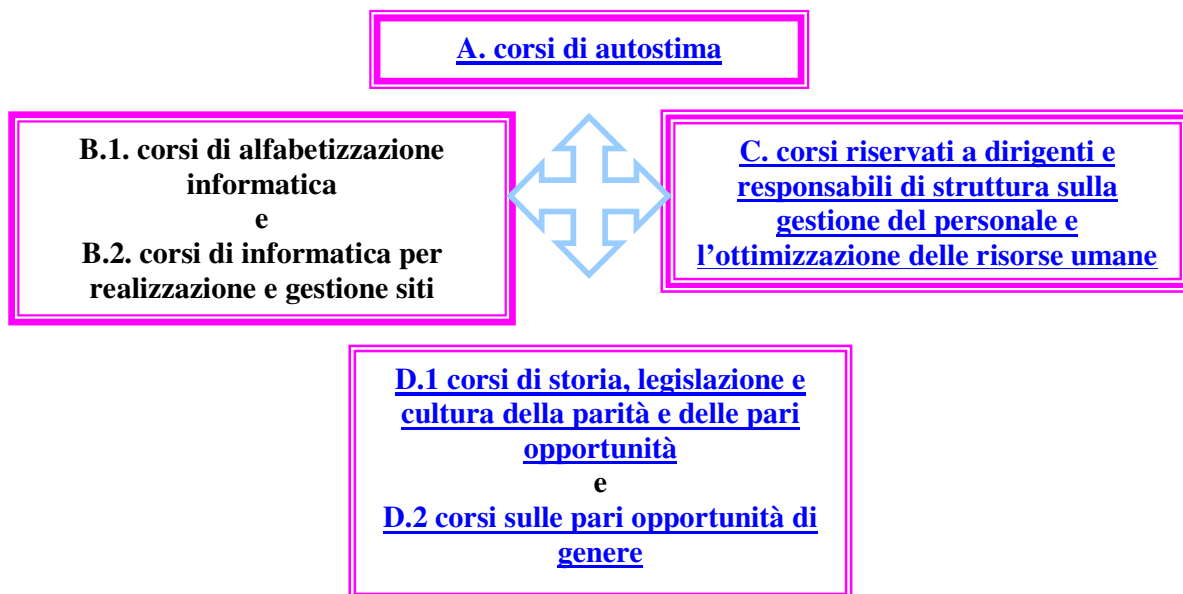 A. corsi di autostima
B.1. corsi di alfabetizzazione
informatica
e
B.2. corsi di informatica per
realizzazione e gestione siti
C. corsi riservati a dirigenti e
responsabili di struttura sulla
gestione del personale e
l’ottimizzazione delle risorse umane
D.1 corsi di storia, legislazione e
cultura della parità e delle pari
opportunità
e
D.2 corsi sulle pari opportunità di
genere